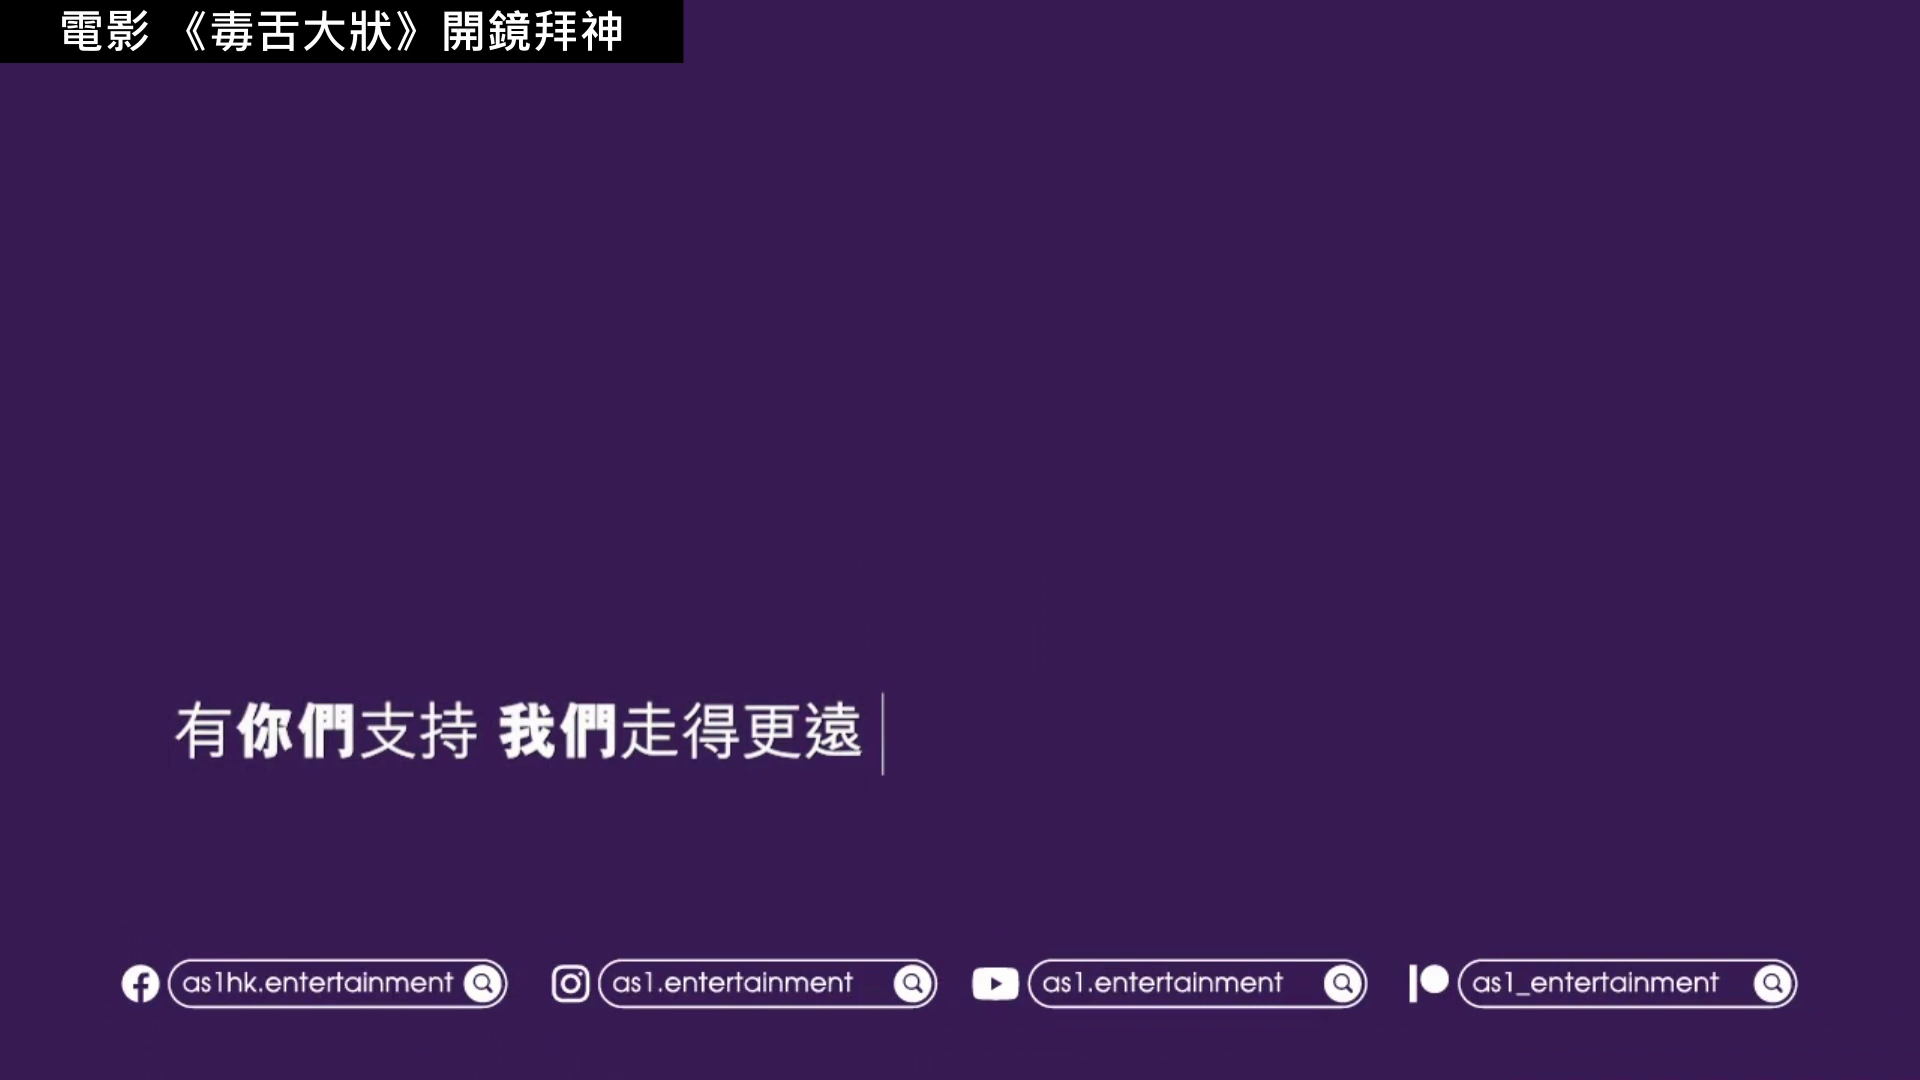 電影 《毒舌大狀》開鏡拜神
有你們支持 我們走得更遠
as1hk.entertainment
as1.entertainment
as1.entertainment
as1_entertainment